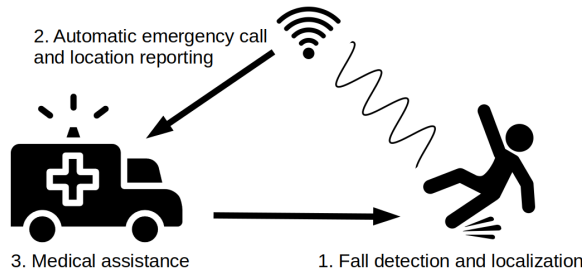 2. Automatic emergency call
and location reporting
3. Medical assistance
1. Fall detection and localization